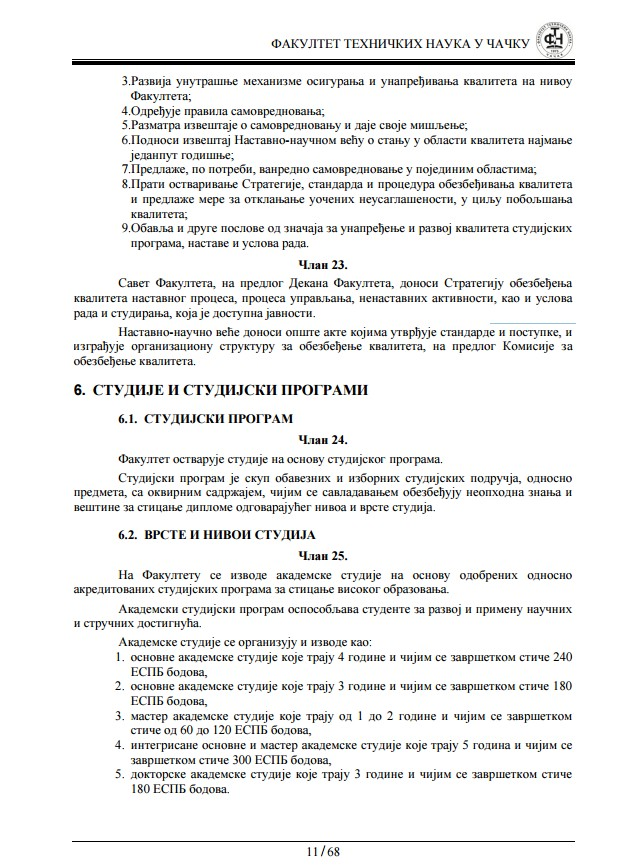 ФАКУЛТЕТ ТЕХНИЧКИХ НАУКА У ЧАЧКУ
3.Развија унутрашње механизме осигурања и унапређивања квалитета на нивоу
Факултета;
4.Одређује правила самовредновања;
5.Разматра извештаје о самовредновању и даје своје мишљење;
6.Подноси извештај Наставно-научном већу о стању у области квалитета најмање
једанпут годишње;
7.Предлаже, по потреби, ванредно самовредновање у појединим областима;
8.Прати остваривање Стратегије, стандарда и процедура обезбеђивања квалитета
и предлаже мере за отклањање уочених неусаглашености, у циљу побољшања
квалитета;
9.Обавља и друге послове од значаја за унапређење и развој квалитета студијских
програма, наставе и услова рада.
Члан 23.
Савет Факултета, на предлог Декана Факултета, доноси Стратегију обезбеђења
квалитета наставног процеса, процеса управљања, ненаставних активности, као и услова
рада и студирања, која је доступна јавности.
Наставно-научно веће доноси опште акте којима утврђује стандарде и поступке, и
изграђује организациону структуру за обезбеђење квалитета, на предлог Комисије за
обезбеђење квалитета.
6. СТУДИЈЕ И СТУДИЈСКИ ПРОГРАМИ
6.1. СТУДИЈСКИ ПРОГРАМ
Члан 24.
Факултет остварује студије на основу студијског програма.
Студијски програм је скуп обавезних и изборних студијских подручја, односно
предмета, са оквирним садржајем, чијим се савладавањем обезбеђују неопходна знања и
вештине за стицање дипломе одговарајућег нивоа и врсте студија.
6.2. ВРСТЕ И НИВОИ СТУДИЈА
Члан 25.
На Факултету се изводе академске студије на основу одобрених односно
акредитованих студијских програма за стицање високог образовања.
Академски студијски програм оспособљава студенте за развој и примену научних
и стручних достигнућа.
Академске студије се организују и изводе као:
1. основне академске студије које трају 4 године и чијим се завршетком стиче 240
ЕСПБ бодова,
2. основне академске студије које трају 3 године и чијим се завршетком стиче 180
ЕСПБ бодова,
3. мастер академске студије које трају од 1 до 2 године и чијим се завршетком
стиче од 60 до 120 ЕСПБ бодова,
4. интегрисане основне и мастер академске студије које трају 5 година и чијим се
завршетком стиче 300 ЕСПБ бодова,
5. докторске академске студије које трају 3 године и чијим се завршетком стиче
180 ЕСПБ бодова.
11/68